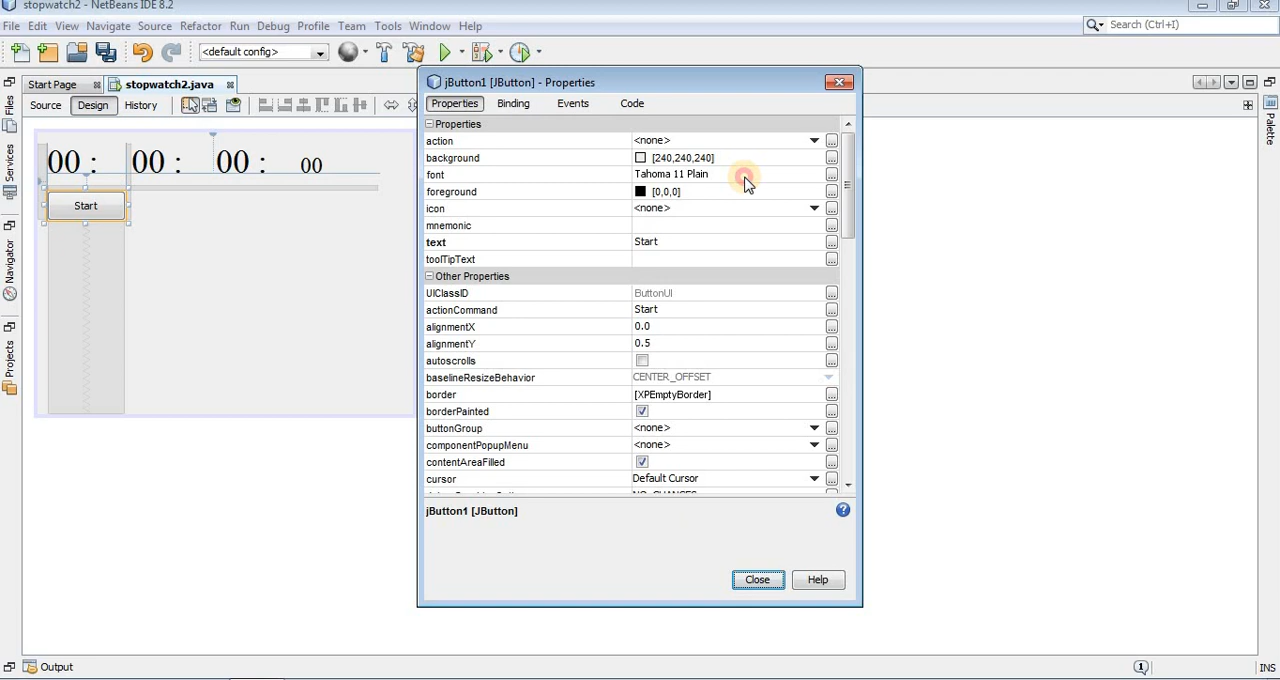 stopwatch2 - NetBeans IDE 8.2
File Edit View Navigate Source Refactor Run Debug Profile Team Tools Window Help
Search (Ctrl+I)
<default config>
Start Page
stopwatch2.java
Source Design History
Files
Services
Navigator
Projects
Palette
00 : 00 : 00 : 00
Start
jButton1 [JButton] - Properties
Properties Binding Events Code
Properties
action <none>
background [240,240,240]
font Tahoma 11 Plain
foreground [0,0,0]
icon <none>
mnemonic
text Start
toolTipText
Other Properties
UIClassID ButtonUI
actionCommand Start
alignmentX 0.0
alignmentY 0.5
autoscrolls
baselineResizeBehavior CENTER_OFFSET
border [XPEmptyBorder]
borderPainted
buttonGroup <none>
componentPopupMenu <none>
contentAreaFilled
cursor Default Cursor
jButton1 [JButton]
Close Help
Output
1
INS